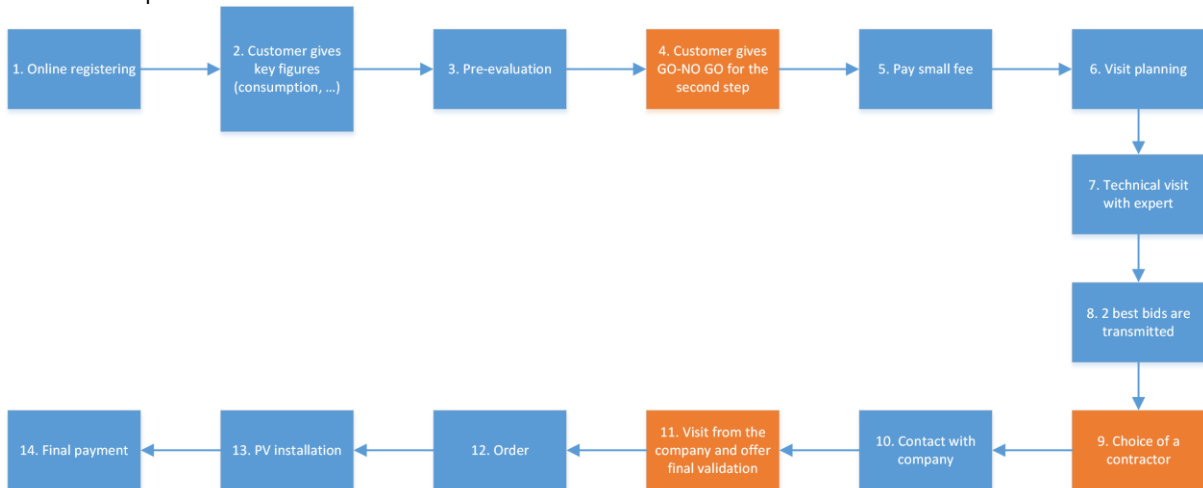 1. Online registering
2. Customer gives
key figures
(consumption, …)
3. Pre-evaluation
4. Customer gives
GO-NO GO for the
second step
5. Pay small fee
6. Visit planning
7. Technical visit
with expert
8. 2 best bids are
transmitted
9. Choice of a
contractor
10. Contact with
company
11. Visit from the
company and offer
final validation
12. Order
13. PV installation
14. Final payment